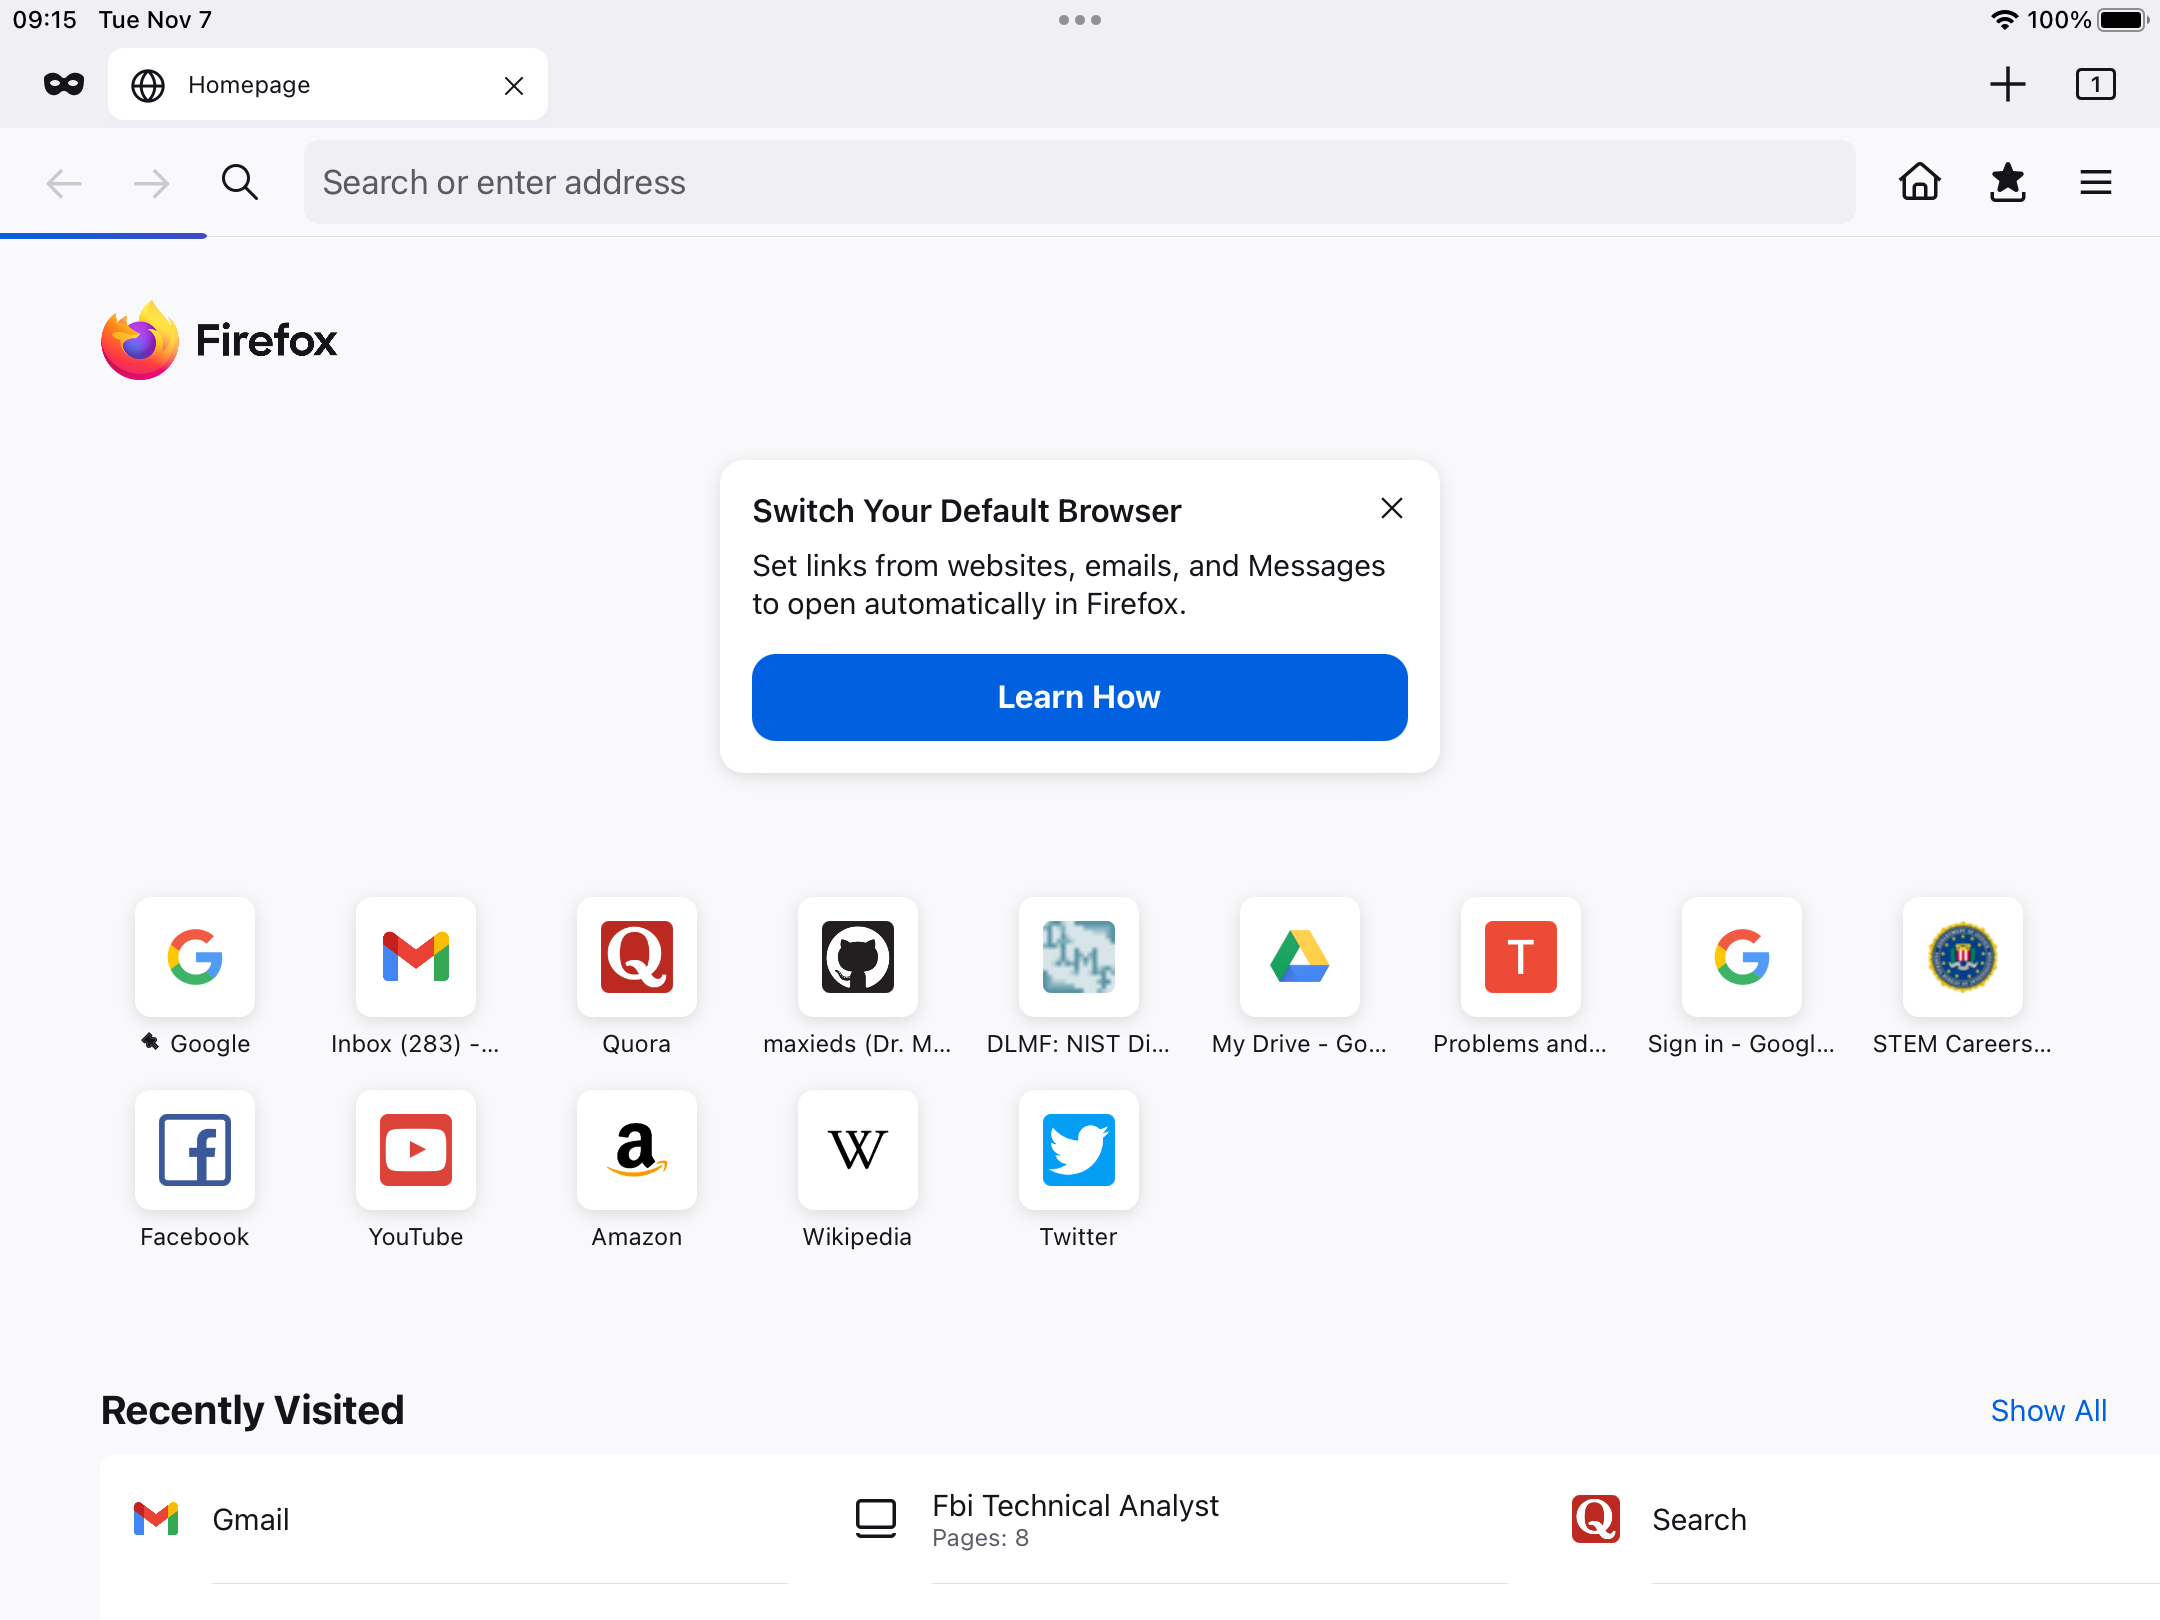 09:15 Tue Nov 7
100%
Homepage
1
Search or enter address
Firefox
Switch Your Default Browser
Set links from websites, emails, and Messages
to open automatically in Firefox.
Learn How
Google
Inbox (283) -...
Quora
maxieds (Dr. M...
DLMF: NIST Di...
My Drive - Go...
T
Problems and...
Sign in - Googl...
STEM Careers...
Facebook
YouTube
Amazon
Wikipedia
Twitter
Recently Visited
Show All
Gmail
Fbi Technical Analyst
Pages: 8
Search